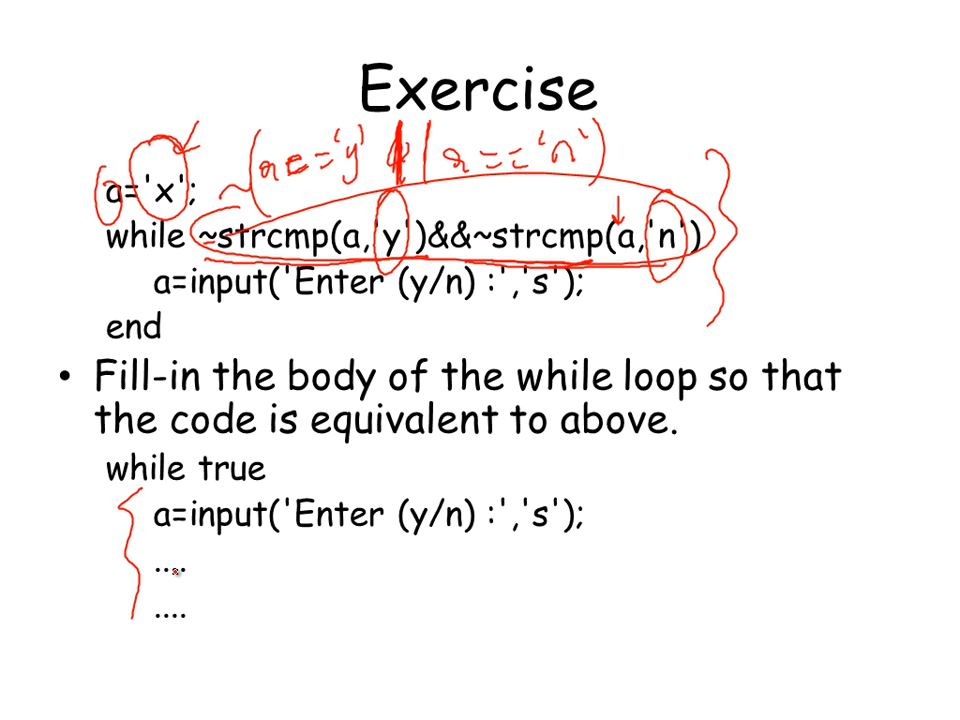 Exercise
~(a=='y' || a=='n')
a='x';
while ~strcmp(a,'y')&&~strcmp(a,'n')
a=input('Enter (y/n) :','s');
end
• Fill-in the body of the while loop so that
the code is equivalent to above.
while true
a=input('Enter (y/n) :','s');
....
....